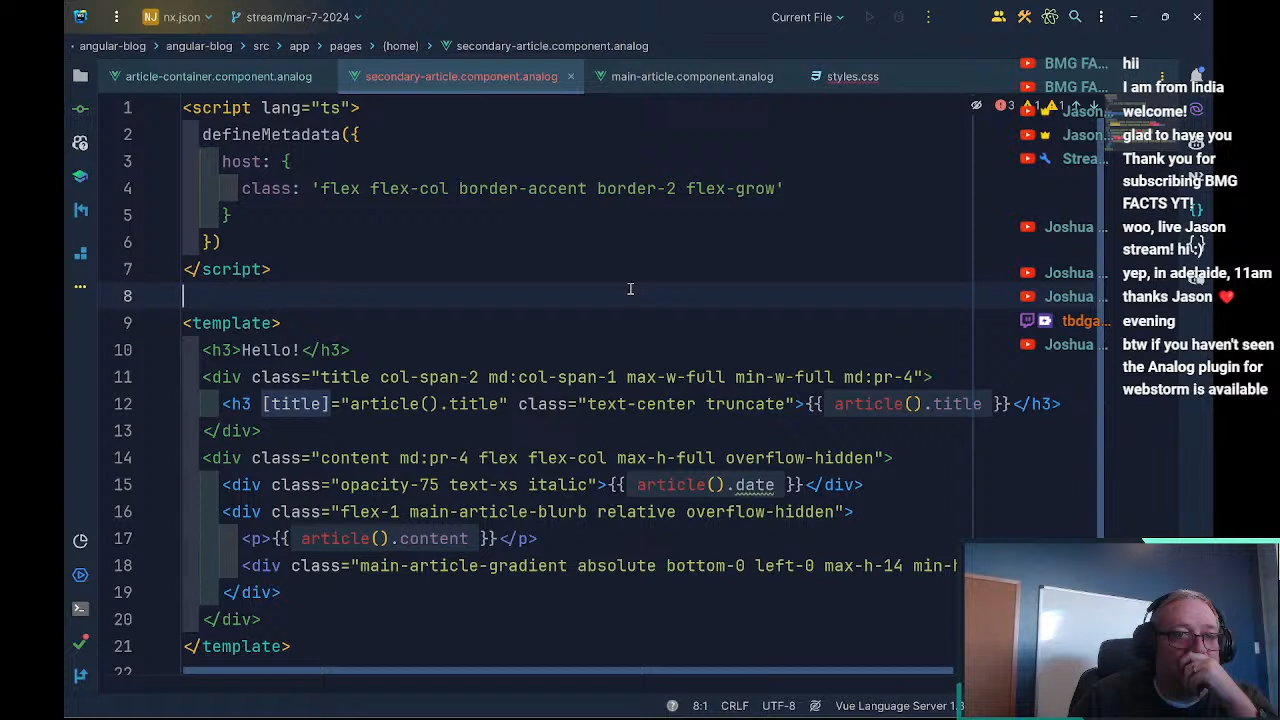 NJ nx.json stream/mar-7-2024 Current File
angular-blog angular-blog src app pages (home) secondary-article.component.analog
article-container.component.analog secondary-article.component.analog main-article.component.analog styles.css
1 <script lang="ts">
2 defineMetadata({
3 host: {
4 class: 'flex flex-col border-accent border-2 flex-grow'
5 }
6 })
7 </script>
8
9 <template>
10 <h3>Hello!</h3>
11 <div class="title col-span-2 md:col-span-1 max-w-full min-w-full md:pr-4">
12 <h3 [title]="article().title" class="text-center truncate">{{ article().title }}</h3>
13 </div>
14 <div class="content md:pr-4 flex flex-col max-h-full overflow-hidden">
15 <div class="opacity-75 text-xs italic">{{ article().date }}</div>
16 <div class="flex-1 main-article-blurb relative overflow-hidden">
17 <p>{{ article().content }}</p>
18 <div class="main-article-gradient absolute bottom-0 left-0 max-h-14 min-h
19 </div>
20 </div>
21 </template>
22
3 1 1
BMG FA... hii
BMG FA... I am from India
Jason... welcome!
Jason... glad to have you
Strea... Thank you for
subscribing BMG
FACTS YT!
Joshua ... woo, live Jason
stream! hi :)
Joshua ... yep, in adelaide, 11am
Joshua ... thanks Jason ❤️
tbdga... evening
Joshua ... btw if you haven't seen
the Analog plugin for
webstorm is available
8:1 CRLF UTF-8 Vue Language Server 1.8